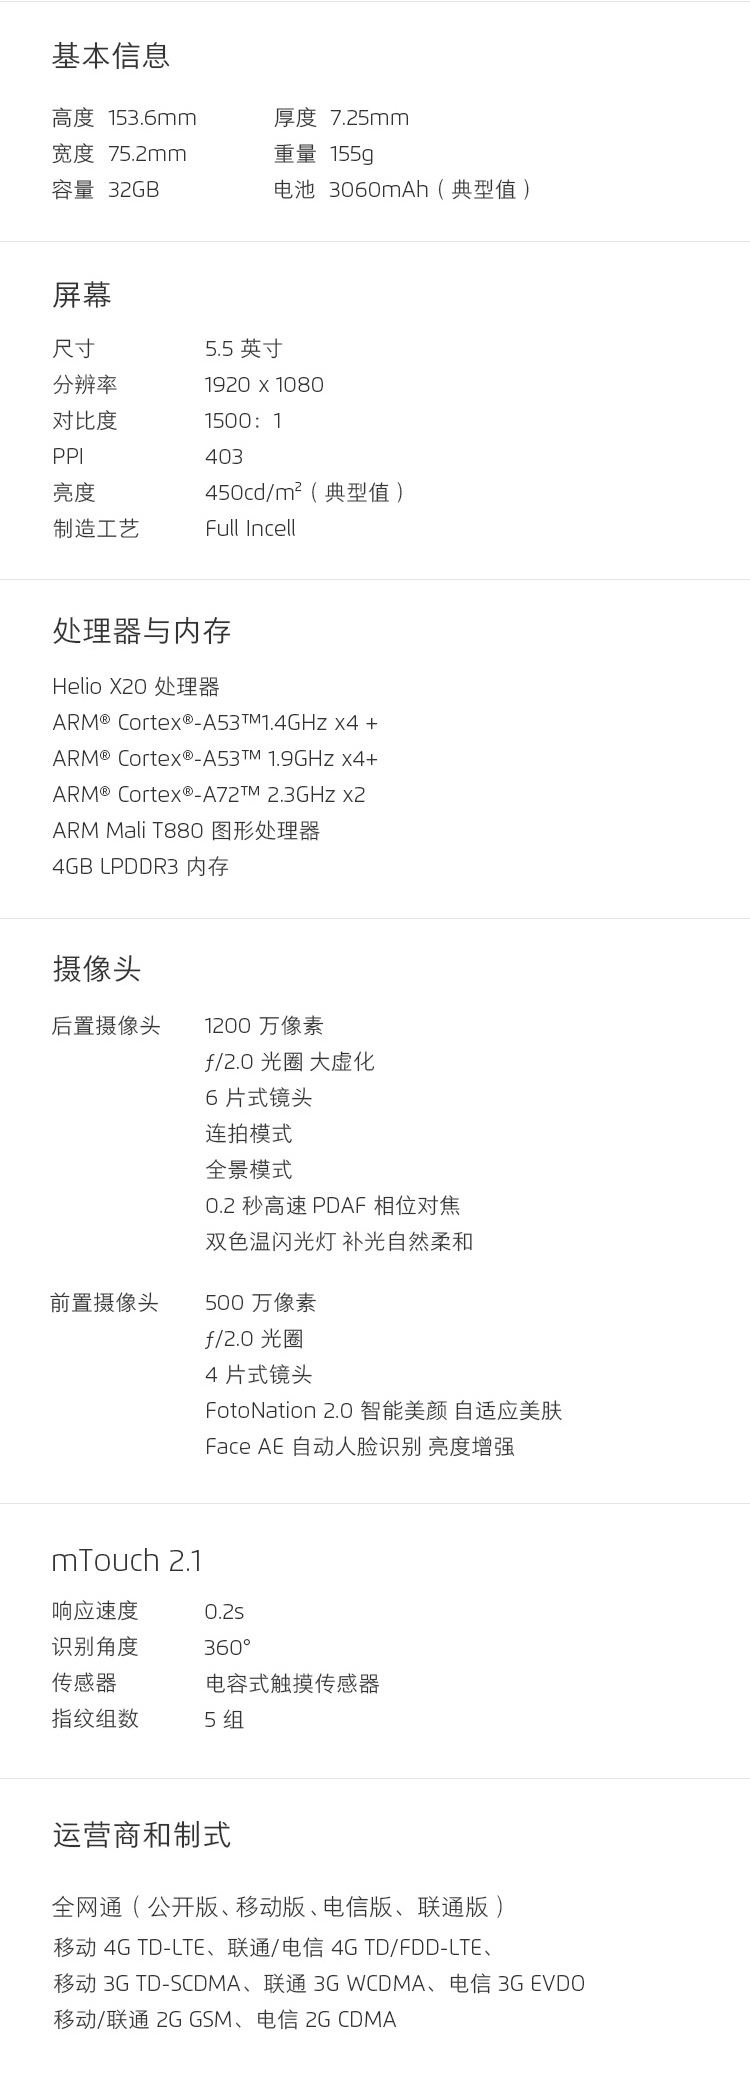 基本信息
高度 153.6mm 厚度 7.25mm
宽度 75.2mm 重量 155g
容量 32GB 电池 3060mAh（典型值）
屏幕
尺寸 5.5 英寸
分辨率 1920 x 1080
对比度 1500：1
PPI 403
亮度 450cd/m²（典型值）
制造工艺 Full Incell
处理器与内存
Helio X20 处理器
ARM® Cortex®-A53™1.4GHz x4 +
ARM® Cortex®-A53™ 1.9GHz x4+
ARM® Cortex®-A72™ 2.3GHz x2
ARM Mali T880 图形处理器
4GB LPDDR3 内存
摄像头
后置摄像头 1200 万像素
ƒ/2.0 光圈 大虚化
6 片式镜头
连拍模式
全景模式
0.2 秒高速 PDAF 相位对焦
双色温闪光灯 补光自然柔和
前置摄像头 500 万像素
ƒ/2.0 光圈
4 片式镜头
FotoNation 2.0 智能美颜 自适应美肤
Face AE 自动人脸识别 亮度增强
mTouch 2.1
响应速度 0.2s
识别角度 360°
传感器 电容式触摸传感器
指纹组数 5 组
运营商和制式
全网通（公开版、移动版、电信版、联通版）
移动 4G TD-LTE、联通/电信 4G TD/FDD-LTE、
移动 3G TD-SCDMA、联通 3G WCDMA、电信 3G EVDO
移动/联通 2G GSM、电信 2G CDMA